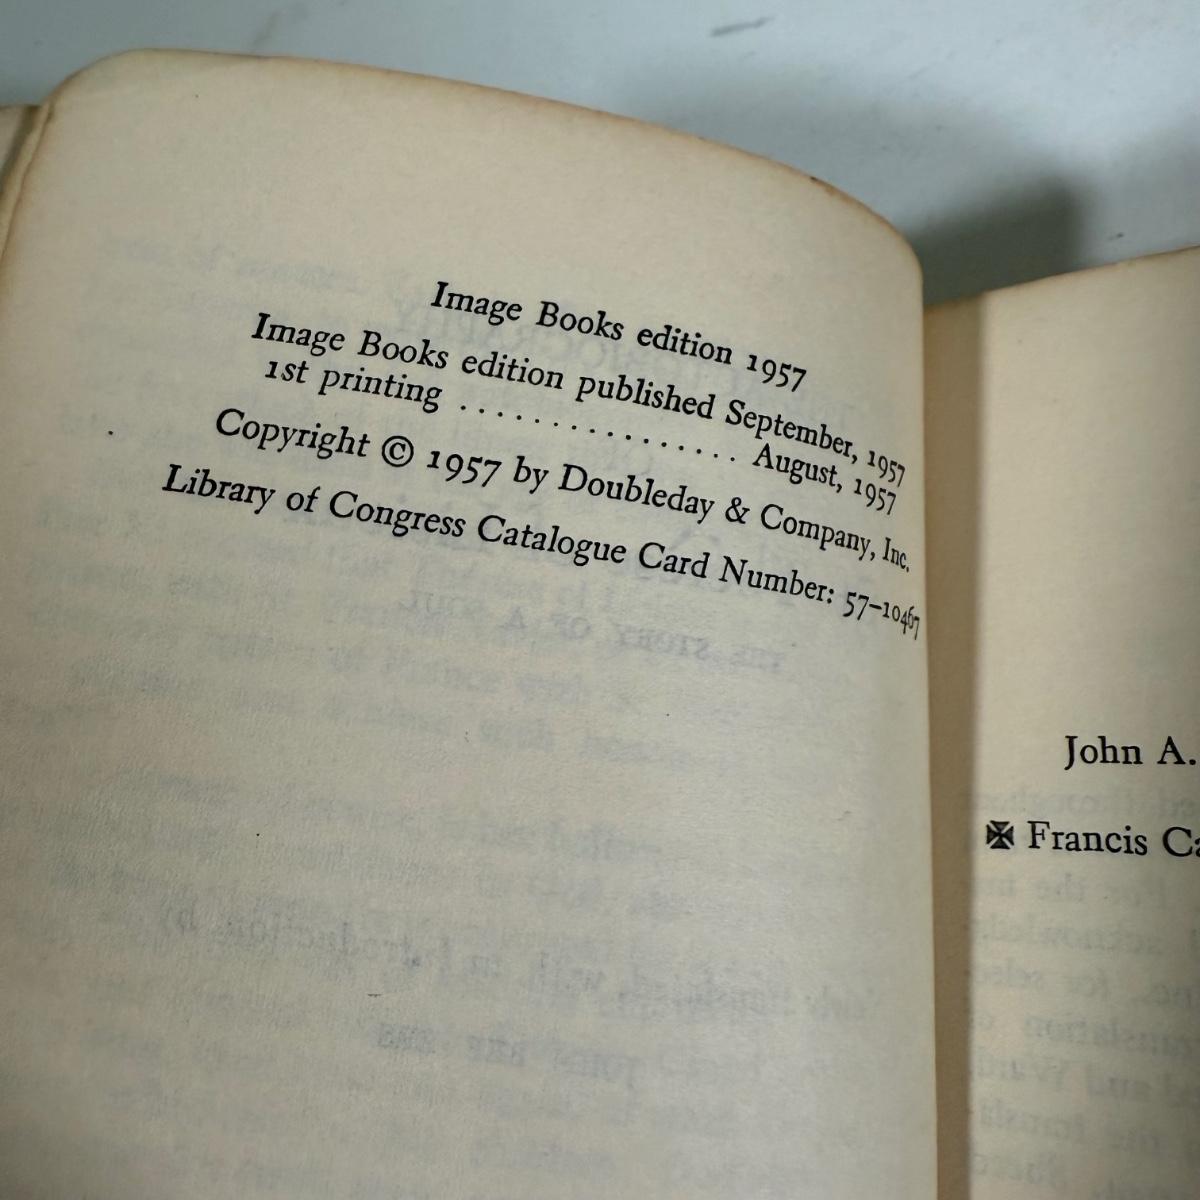 Image Books edition 1957
Image Books edition published September, 1957
1st printing .............. August, 1957
Copyright © 1957 by Doubleday & Company, Inc.
Library of Congress Catalogue Card Number: 57-10467
John A.
✠ Francis Ca